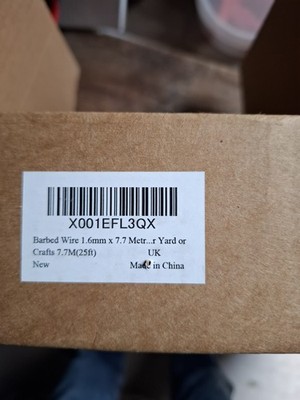 X001EFL3QX
Barbed Wire 1.6mm x 7.7 Metr...r Yard or
Crafts 7.7M(25ft) UK
New Made in China